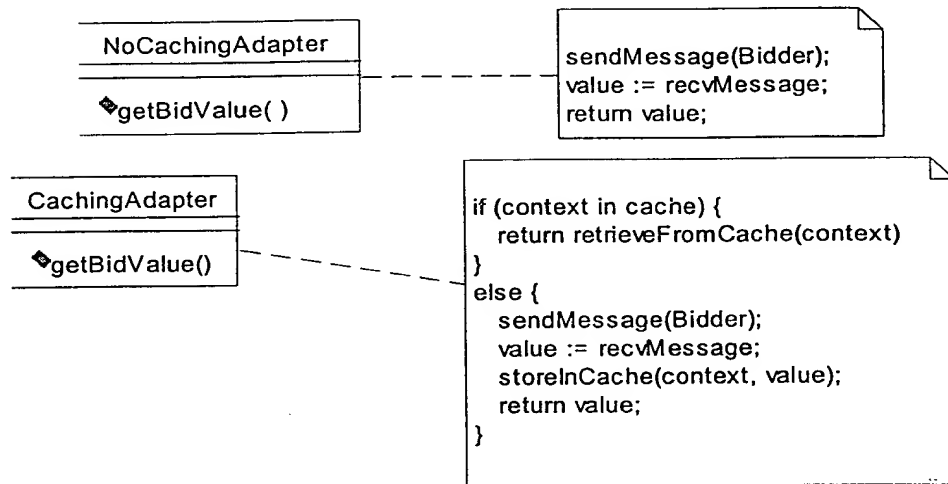 NoCachingAdapter
getBidValue( )
sendMessage(Bidder);
value := recvMessage;
return value;
CachingAdapter
getBidValue()
if (context in cache) {
return retrieveFromCache(context)
}
else {
sendMessage(Bidder);
value := recvMessage;
storeInCache(context, value);
return value;
}